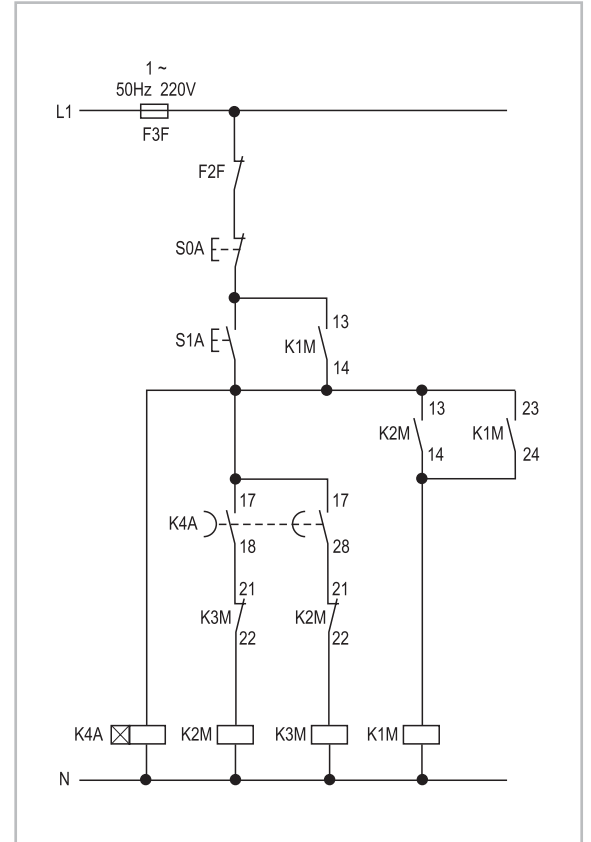 1 ~
50Hz 220V
L1
F3F
F2F
S0A
13
S1A
K1M
14
13
23
K2M
K1M
14
24
17
17
K4A
18
28
21
21
K3M
K2M
22
22
K4A
K2M
K3M
K1M
N